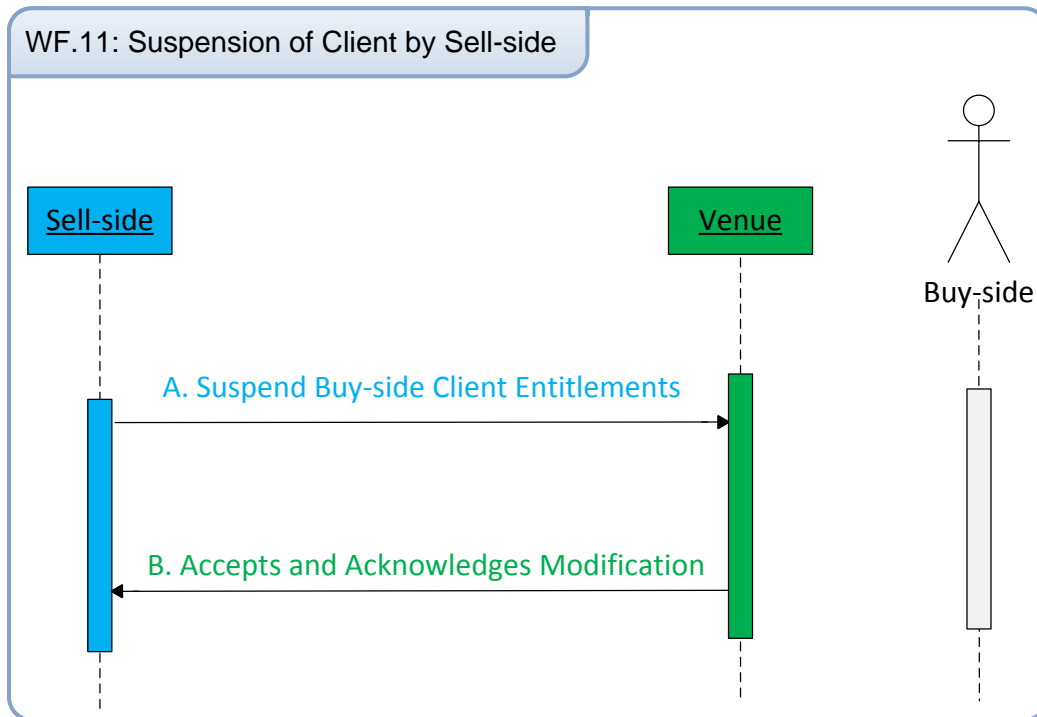 WF.11: Suspension of Client by Sell-side
Sell-side
Venue
Buy-side
A. Suspend Buy-side Client Entitlements
B. Accepts and Acknowledges Modification